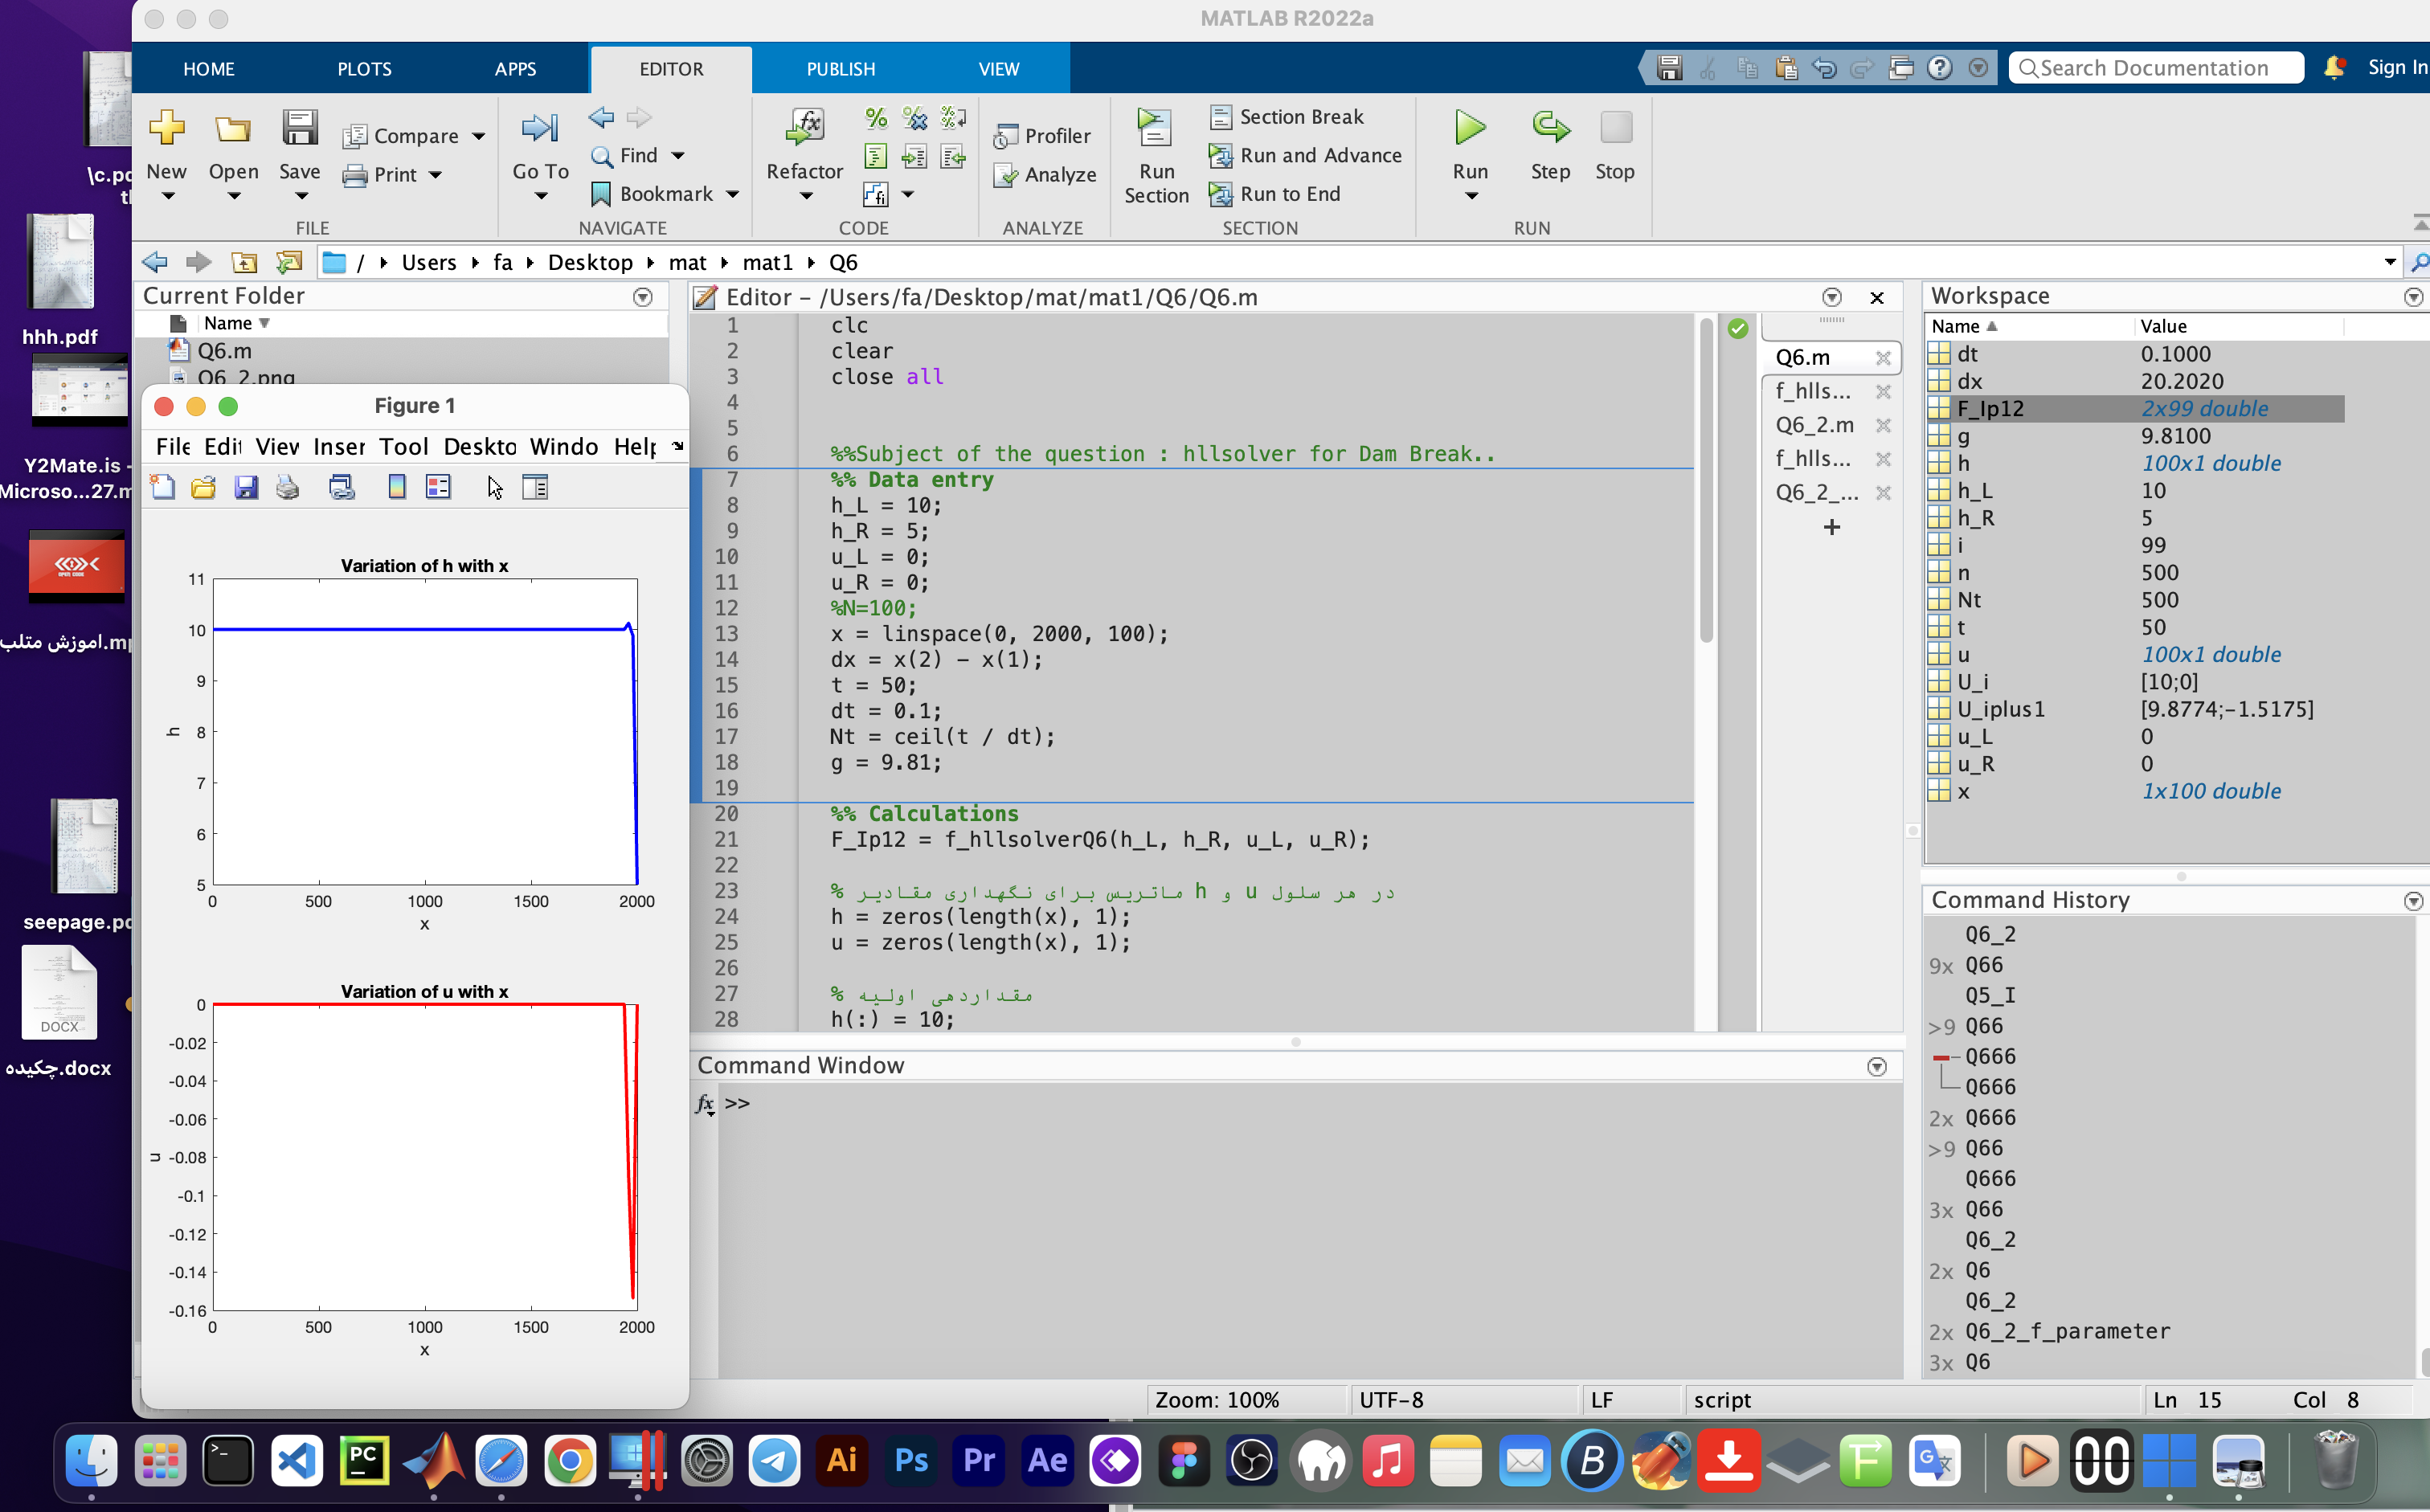 MATLAB R2022a
HOME
PLOTS
APPS
EDITOR
PUBLISH
VIEW
Search Documentation
Sign In
New
Open
Save
Compare
Print
FILE
Go To
Find
Bookmark
NAVIGATE
Refactor
CODE
Profiler
Analyze
ANALYZE
Run Section
Section Break
Run and Advance
Run to End
SECTION
Run
Step
Stop
RUN
/ Users fa Desktop mat mat1 Q6
Current Folder
Name
Q6.m
Q6_2.png
Editor – /Users/fa/Desktop/mat/mat1/Q6/Q6.m
1 clc
2 clear
3 close all
4
5
6 %%Subject of the question : hllsolver for Dam Break..
7 %% Data entry
8 h_L = 10;
9 h_R = 5;
10 u_L = 0;
11 u_R = 0;
12 %N=100;
13 x = linspace(0, 2000, 100);
14 dx = x(2) – x(1);
15 t = 50;
16 dt = 0.1;
17 Nt = ceil(t / dt);
18 g = 9.81;
19
20 %% Calculations
21 F_Ip12 = f_hllsolverQ6(h_L, h_R, u_L, u_R);
22
23 % ماتریس برای نگهداری مقادیر h و u در هر سلول
24 h = zeros(length(x), 1);
25 u = zeros(length(x), 1);
26
27 % مقداردهی اولیه
28 h(:) = 10;
Q6.m
f_hlls...
Q6_2.m
f_hlls...
Q6_2_...
Command Window
fx >>
Workspace
Name Value
dt 0.1000
dx 20.2020
F_Ip12 2x99 double
g 9.8100
h 100x1 double
h_L 10
h_R 5
i 99
n 500
Nt 500
t 50
u 100x1 double
U_i [10;0]
U_iplus1 [9.8774;–1.5175]
u_L 0
u_R 0
x 1x100 double
Command History
Q6_2
9x Q66
Q5_I
>9 Q66
Q666
Q666
2x Q666
>9 Q66
Q666
3x Q66
Q6_2
2x Q6
Q6_2
2x Q6_2_f_parameter
3x Q6
Zoom: 100%
UTF–8
LF
script
Ln 15
Col 8
Figure 1
File Edit View Inser Tool Deskto Windo Help
Variation of h with x
11
10
9
8
7
6
5
0 500 1000 1500 2000
h
x
Variation of u with x
0
-0.02
-0.04
-0.06
-0.08
-0.1
-0.12
-0.14
-0.16
0 500 1000 1500 2000
u
x
\c.pd
hhh.pdf
Y2Mate.is -
Microso...27.m
اموزش متلب.mp
seepage.pd
DOCX
چکیده.docx
PC
Ai
Ps
Pr
Ae
B
F
G
00